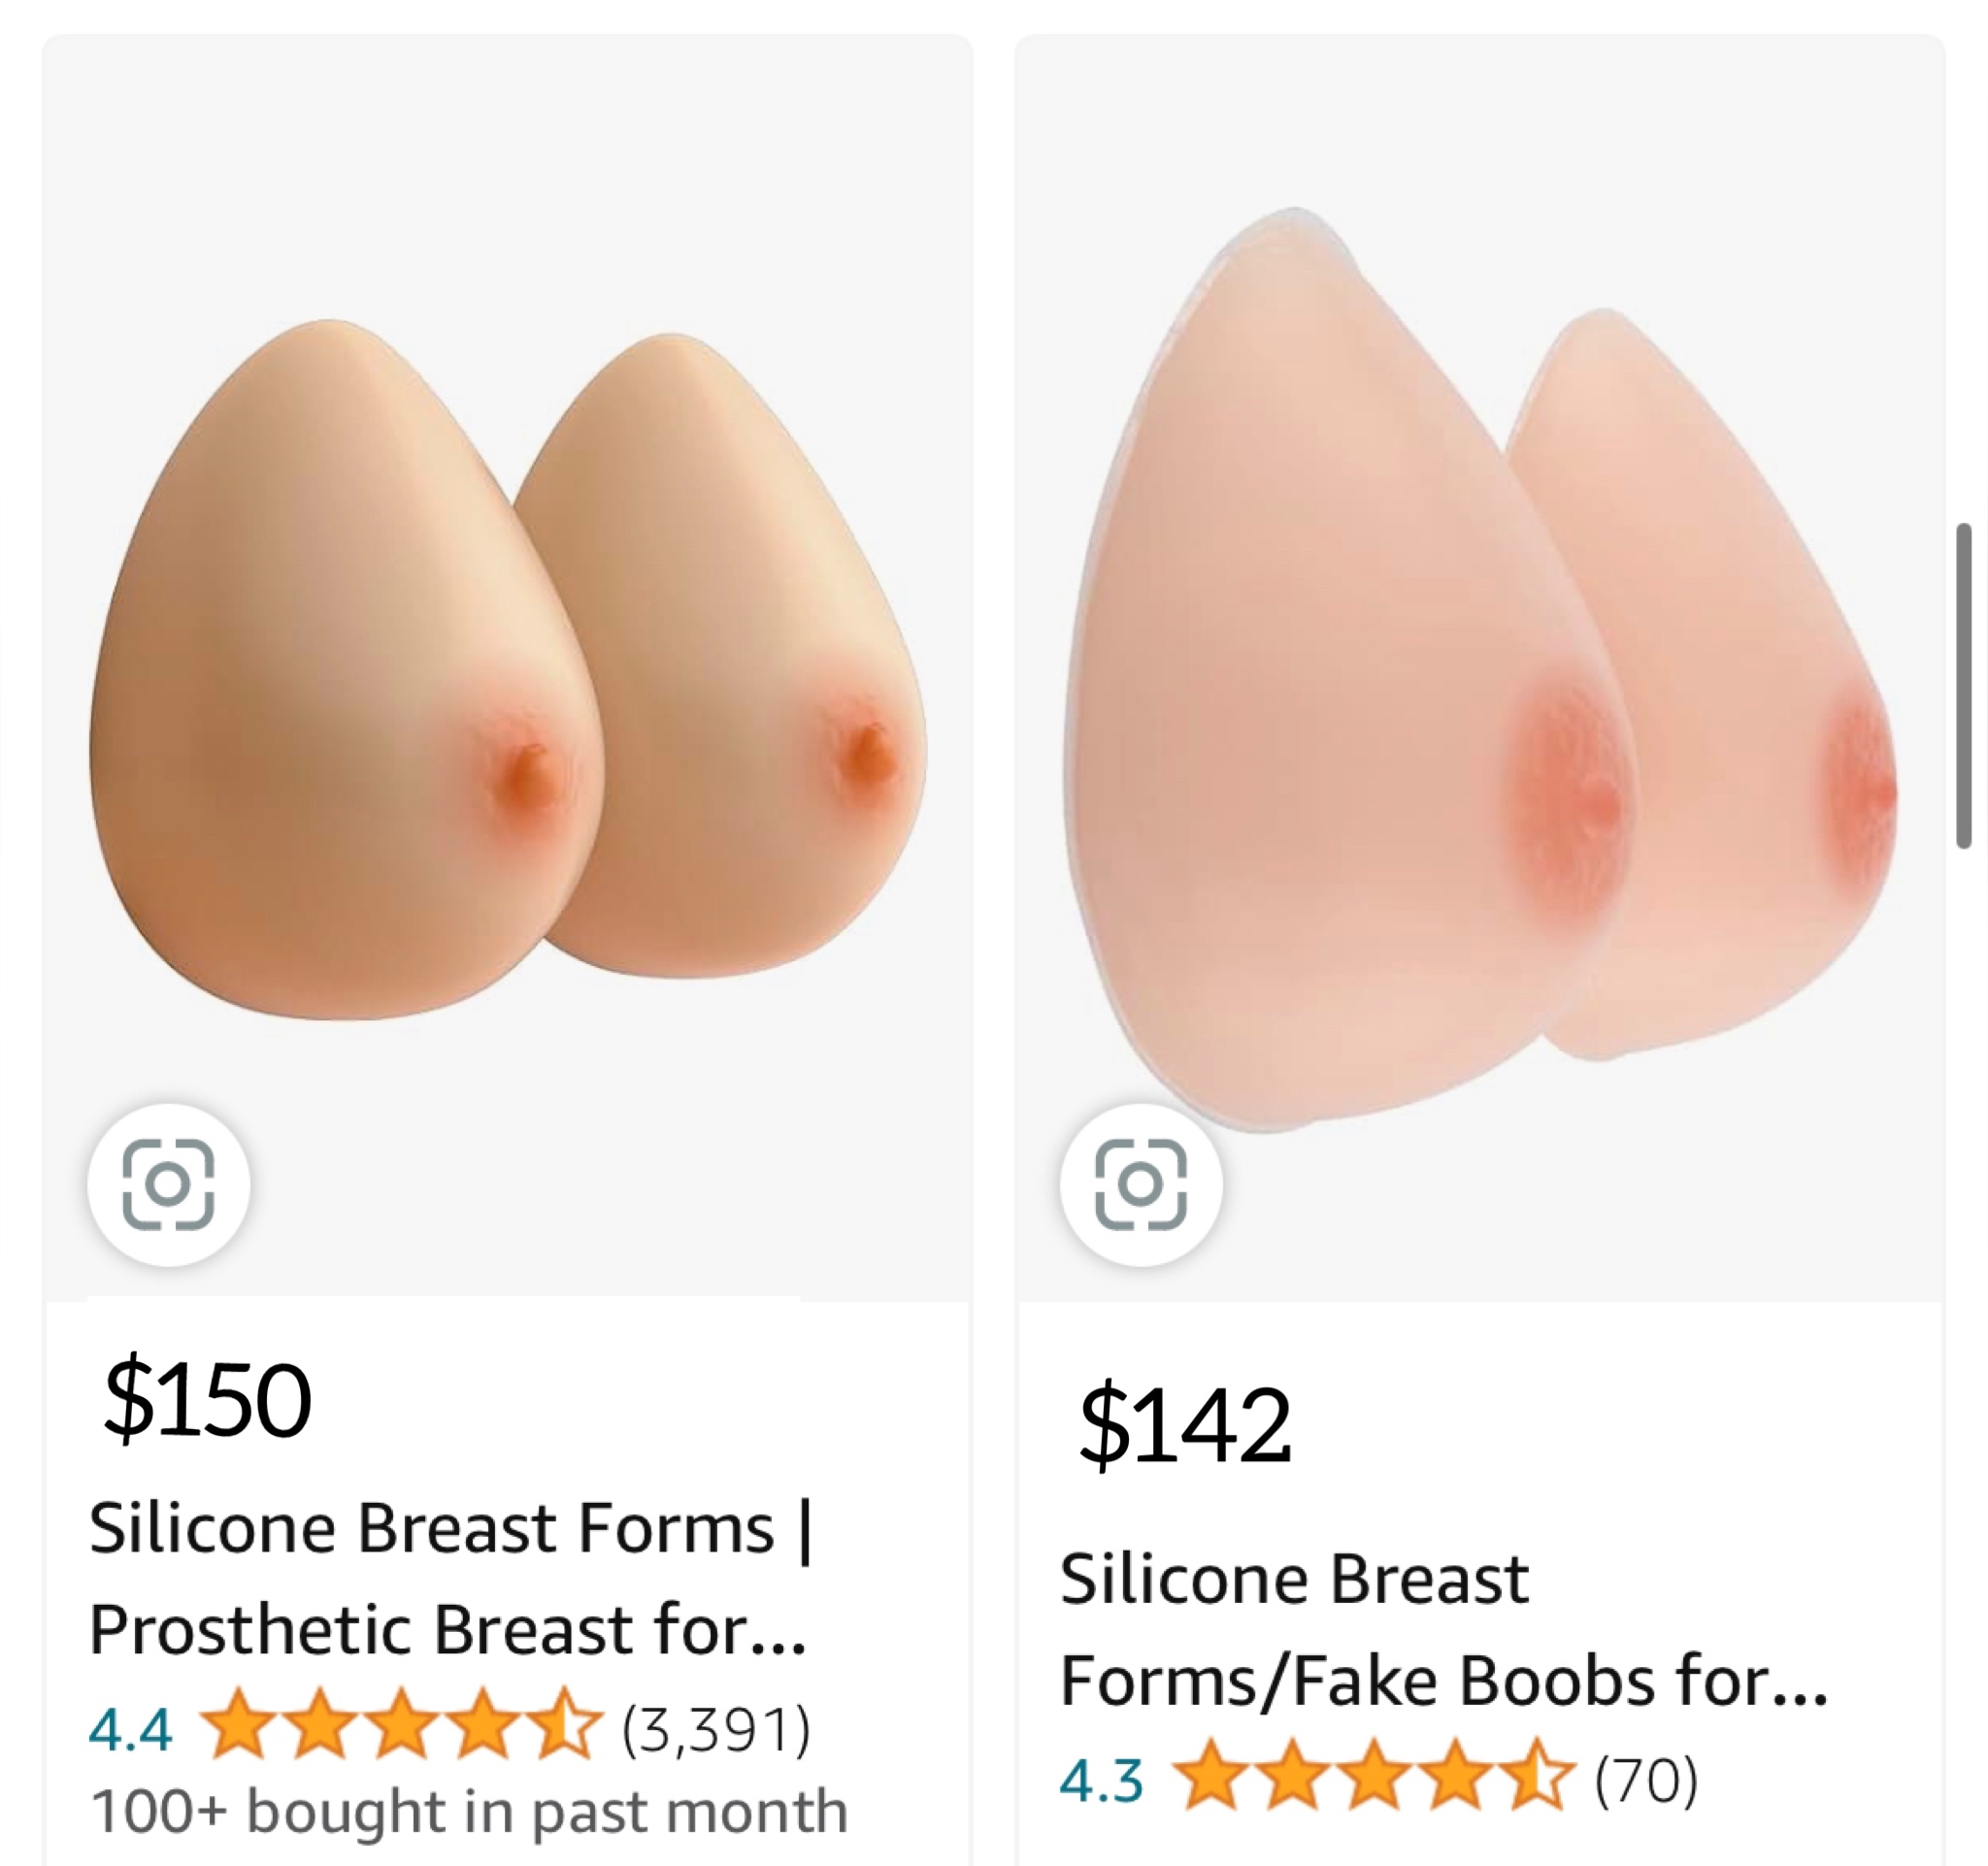 $150
Silicone Breast Forms |
Prosthetic Breast for...
4.4 (3,391)
100+ bought in past month
$142
Silicone Breast
Forms/Fake Boobs for...
4.3 (70)